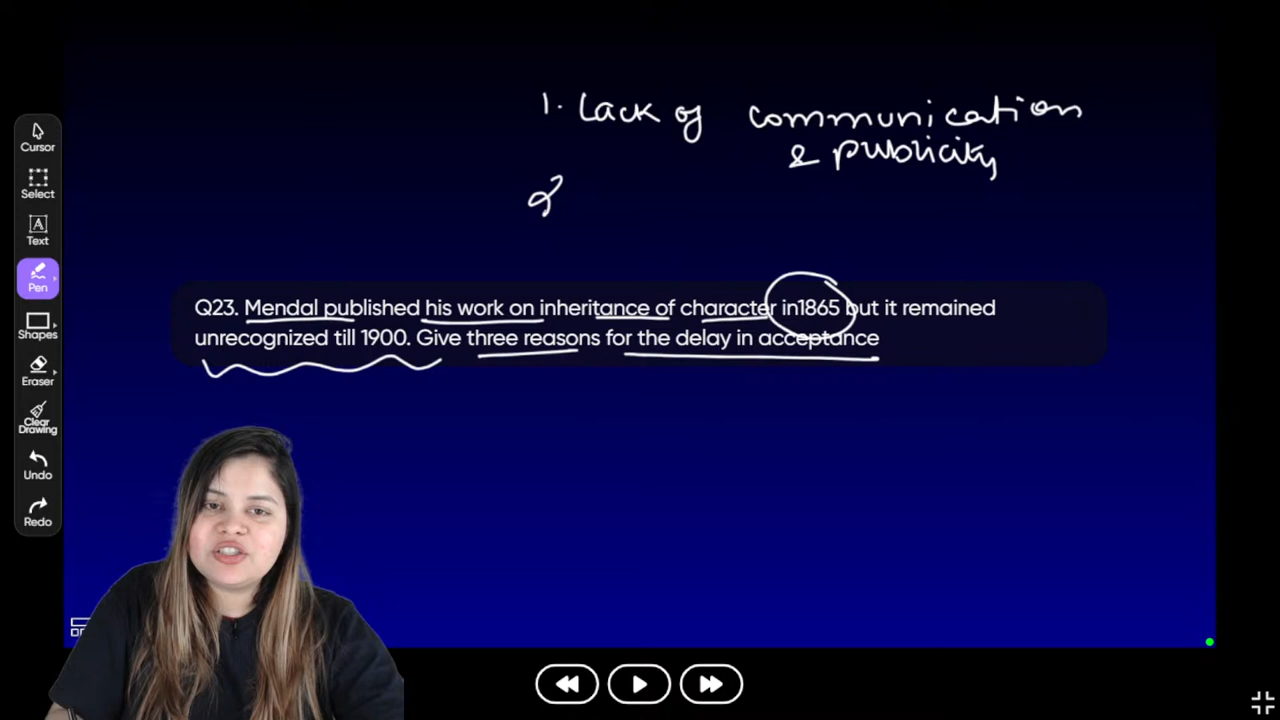 1. Lack of communication
& publicity
2
Cursor
Select
Text
Pen
Shapes
Eraser
Clear
Drawing
Undo
Redo
Q23. Mendal published his work on inheritance of character in1865 but it remained
unrecognized till 1900. Give three reasons for the delay in acceptance